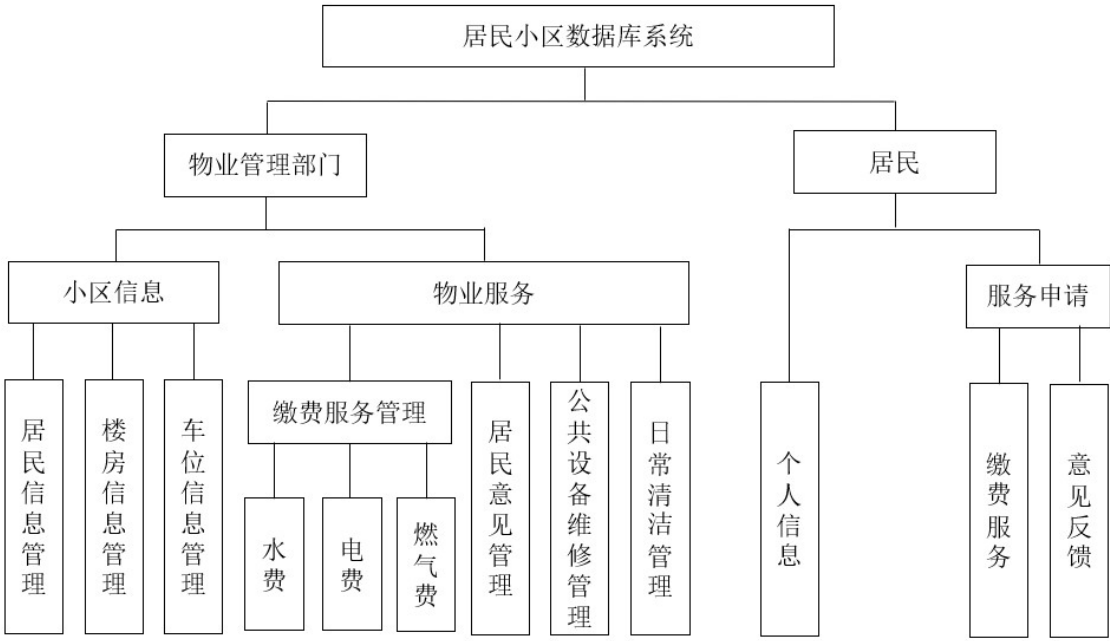 居民小区数据库系统
物业管理部门
居民
小区信息
物业服务
服务申请
居民信息管理
楼房信息管理
车位信息管理
缴费服务管理
水费
电费
燃气费
居民意见管理
公共设备维修管理
日常清洁管理
个人信息
缴费服务
意见反馈